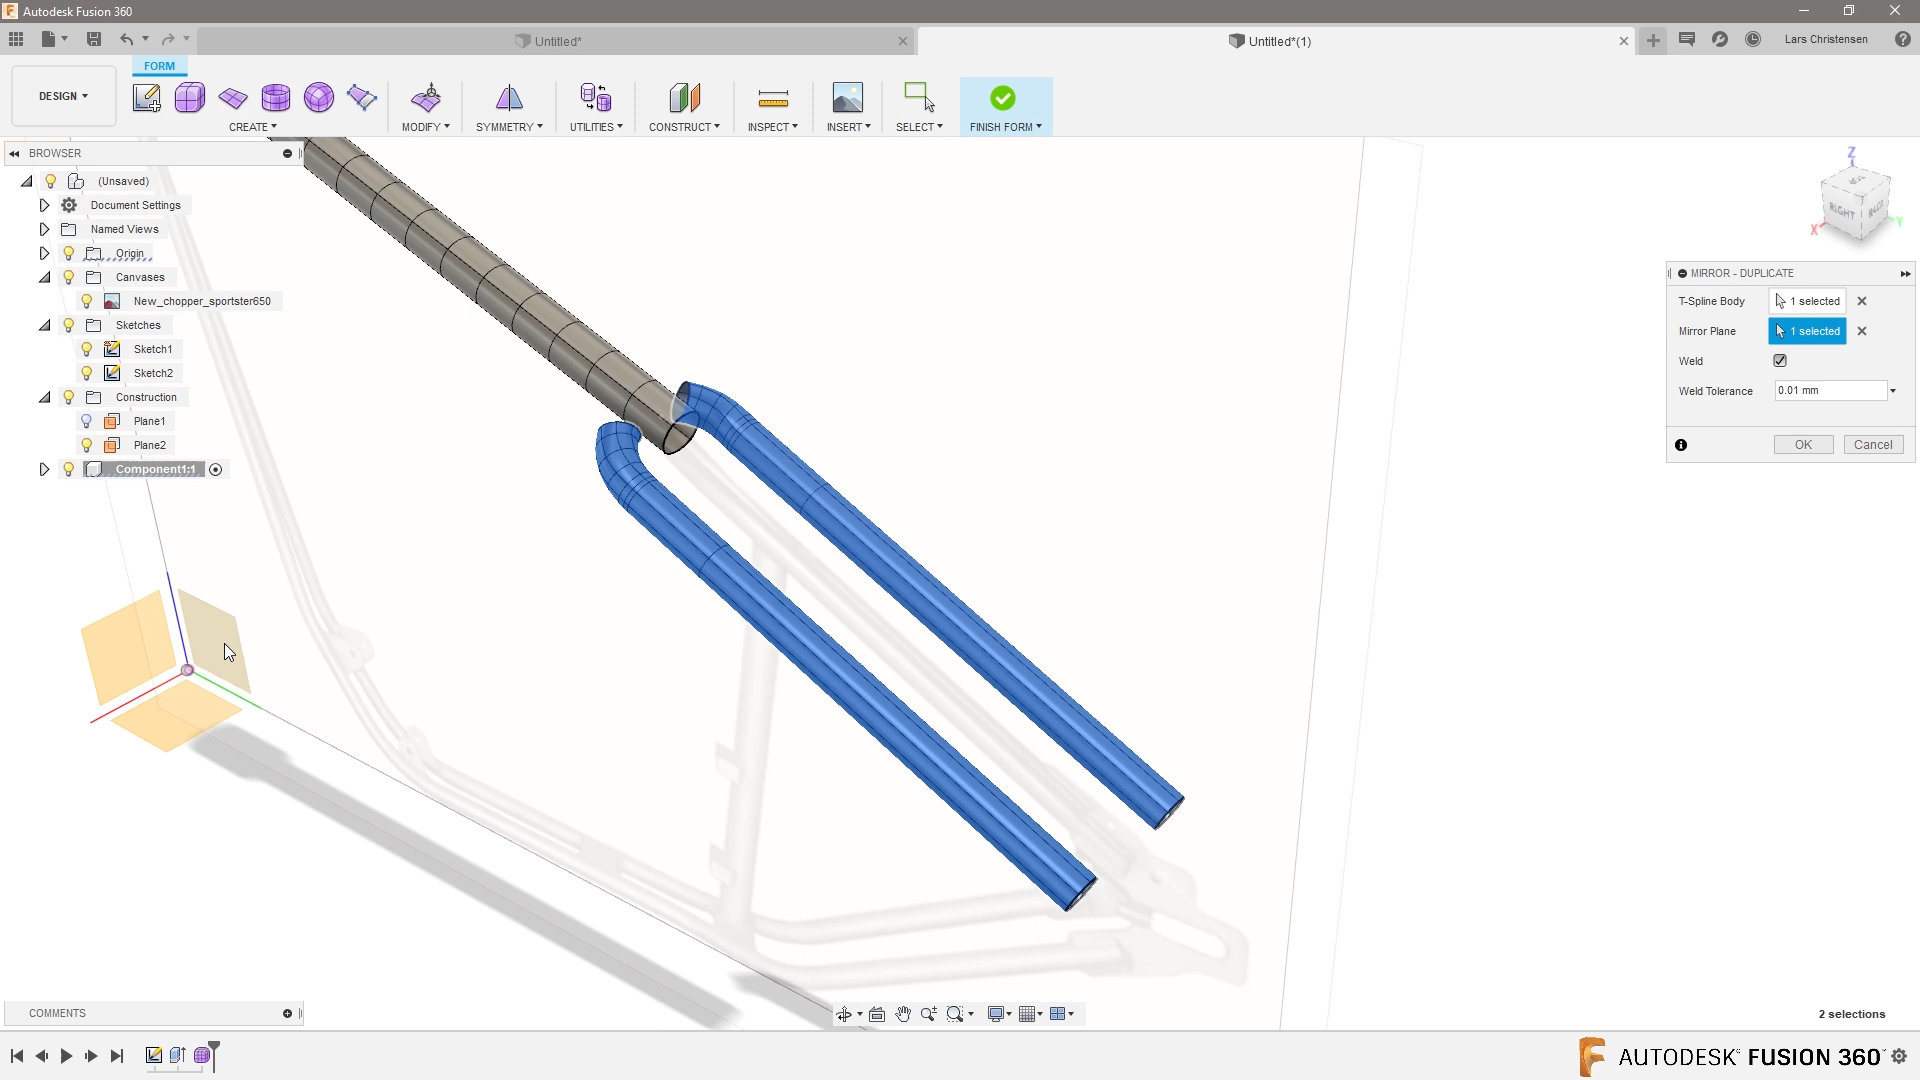 Autodesk Fusion 360
Untitled*
Untitled*(1)
Lars Christensen
FORM
DESIGN
CREATE
MODIFY
SYMMETRY
UTILITIES
CONSTRUCT
INSPECT
INSERT
SELECT
FINISH FORM
BROWSER
(Unsaved)
Document Settings
Named Views
Origin
Canvases
New_chopper_sportster650
Sketches
Sketch1
Sketch2
Construction
Plane1
Plane2
Component1:1
Z
TOP
RIGHT
BACK
X
Y
MIRROR - DUPLICATE
T-Spline Body
1 selected
Mirror Plane
1 selected
Weld
Weld Tolerance
0.01 mm
OK
Cancel
COMMENTS
2 selections
AUTODESK FUSION 360